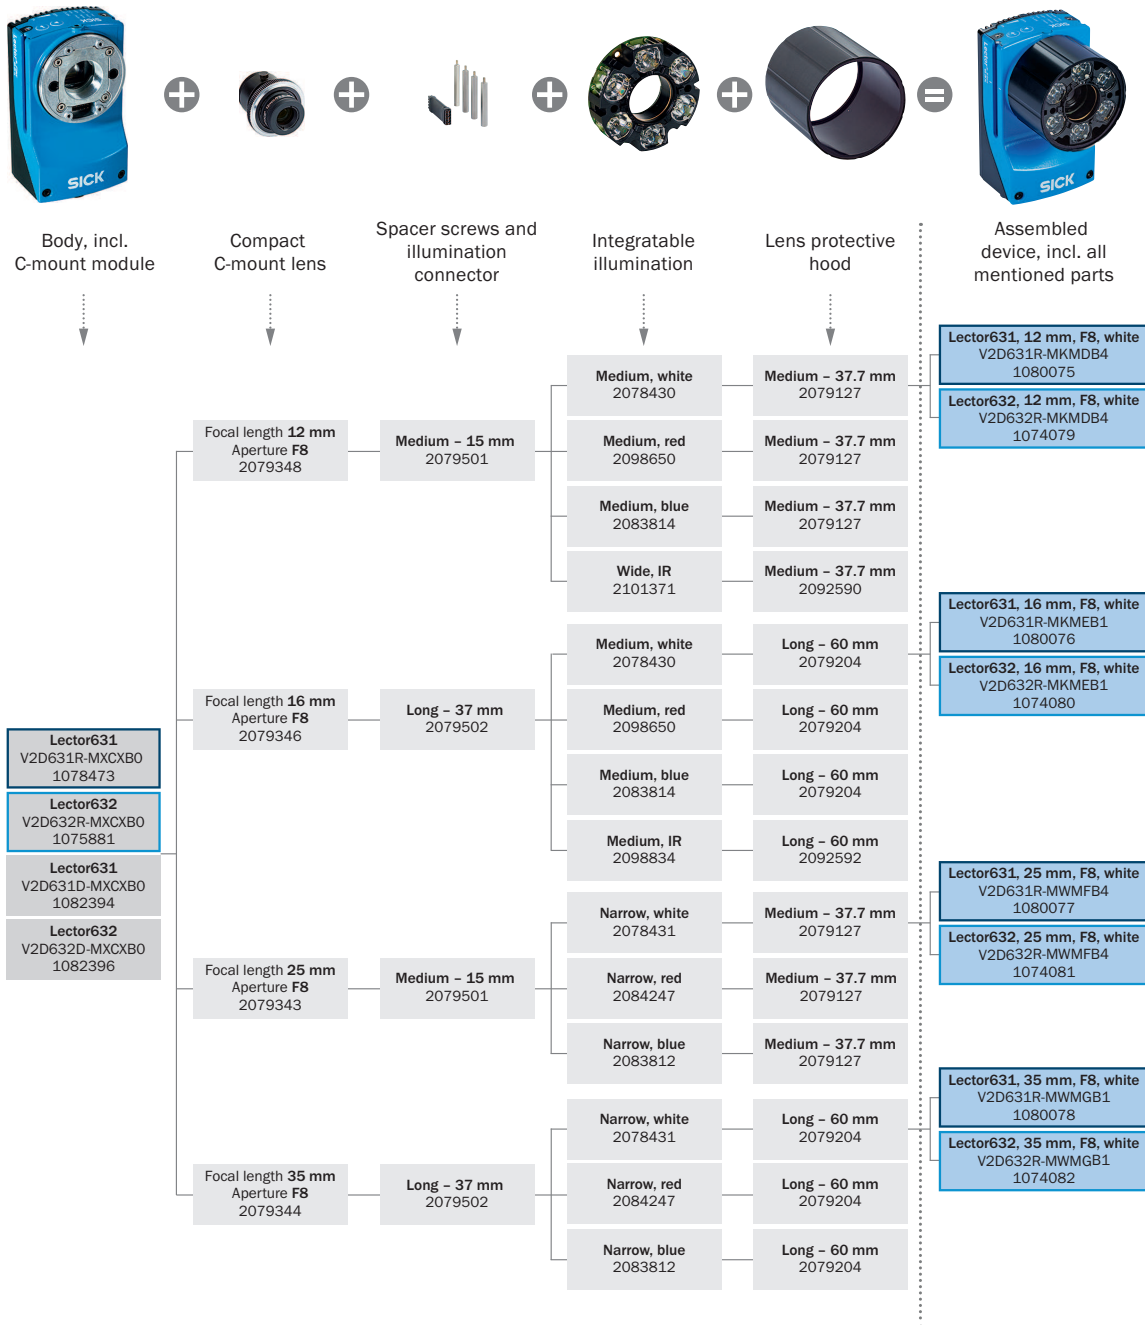 SICK
SICK
Body, incl.
C-mount module
Compact
C-mount lens
Spacer screws and
illumination
connector
Integratable
illumination
Lens protective
hood
Assembled
device, incl. all
mentioned parts
Lector631
V2D631R-MXCXB0
1078473
Lector632
V2D632R-MXCXB0
1075881
Lector631
V2D631D-MXCXB0
1082394
Lector632
V2D632D-MXCXB0
1082396
Focal length 12 mm
Aperture F8
2079348
Medium – 15 mm
2079501
Medium, white
2078430
Medium – 37.7 mm
2079127
Medium, red
2098650
Medium – 37.7 mm
2079127
Medium, blue
2083814
Medium – 37.7 mm
2079127
Wide, IR
2101371
Medium – 37.7 mm
2092590
Lector631, 12 mm, F8, white
V2D631R-MKMDB4
1080075
Lector632, 12 mm, F8, white
V2D632R-MKMDB4
1074079
Focal length 16 mm
Aperture F8
2079346
Long – 37 mm
2079502
Medium, white
2078430
Long – 60 mm
2079204
Medium, red
2098650
Long – 60 mm
2079204
Medium, blue
2083814
Long – 60 mm
2079204
Medium, IR
2098834
Long – 60 mm
2092592
Lector631, 16 mm, F8, white
V2D631R-MKMEB1
1080076
Lector632, 16 mm, F8, white
V2D632R-MKMEB1
1074080
Focal length 25 mm
Aperture F8
2079343
Medium – 15 mm
2079501
Narrow, white
2078431
Medium – 37.7 mm
2079127
Narrow, red
2084247
Medium – 37.7 mm
2079127
Narrow, blue
2083812
Medium – 37.7 mm
2079127
Lector631, 25 mm, F8, white
V2D631R-MWMFB4
1080077
Lector632, 25 mm, F8, white
V2D632R-MWMFB4
1074081
Focal length 35 mm
Aperture F8
2079344
Long – 37 mm
2079502
Narrow, white
2078431
Long – 60 mm
2079204
Narrow, red
2084247
Long – 60 mm
2079204
Narrow, blue
2083812
Long – 60 mm
2079204
Lector631, 35 mm, F8, white
V2D631R-MWMGB1
1080078
Lector632, 35 mm, F8, white
V2D632R-MWMGB1
1074082